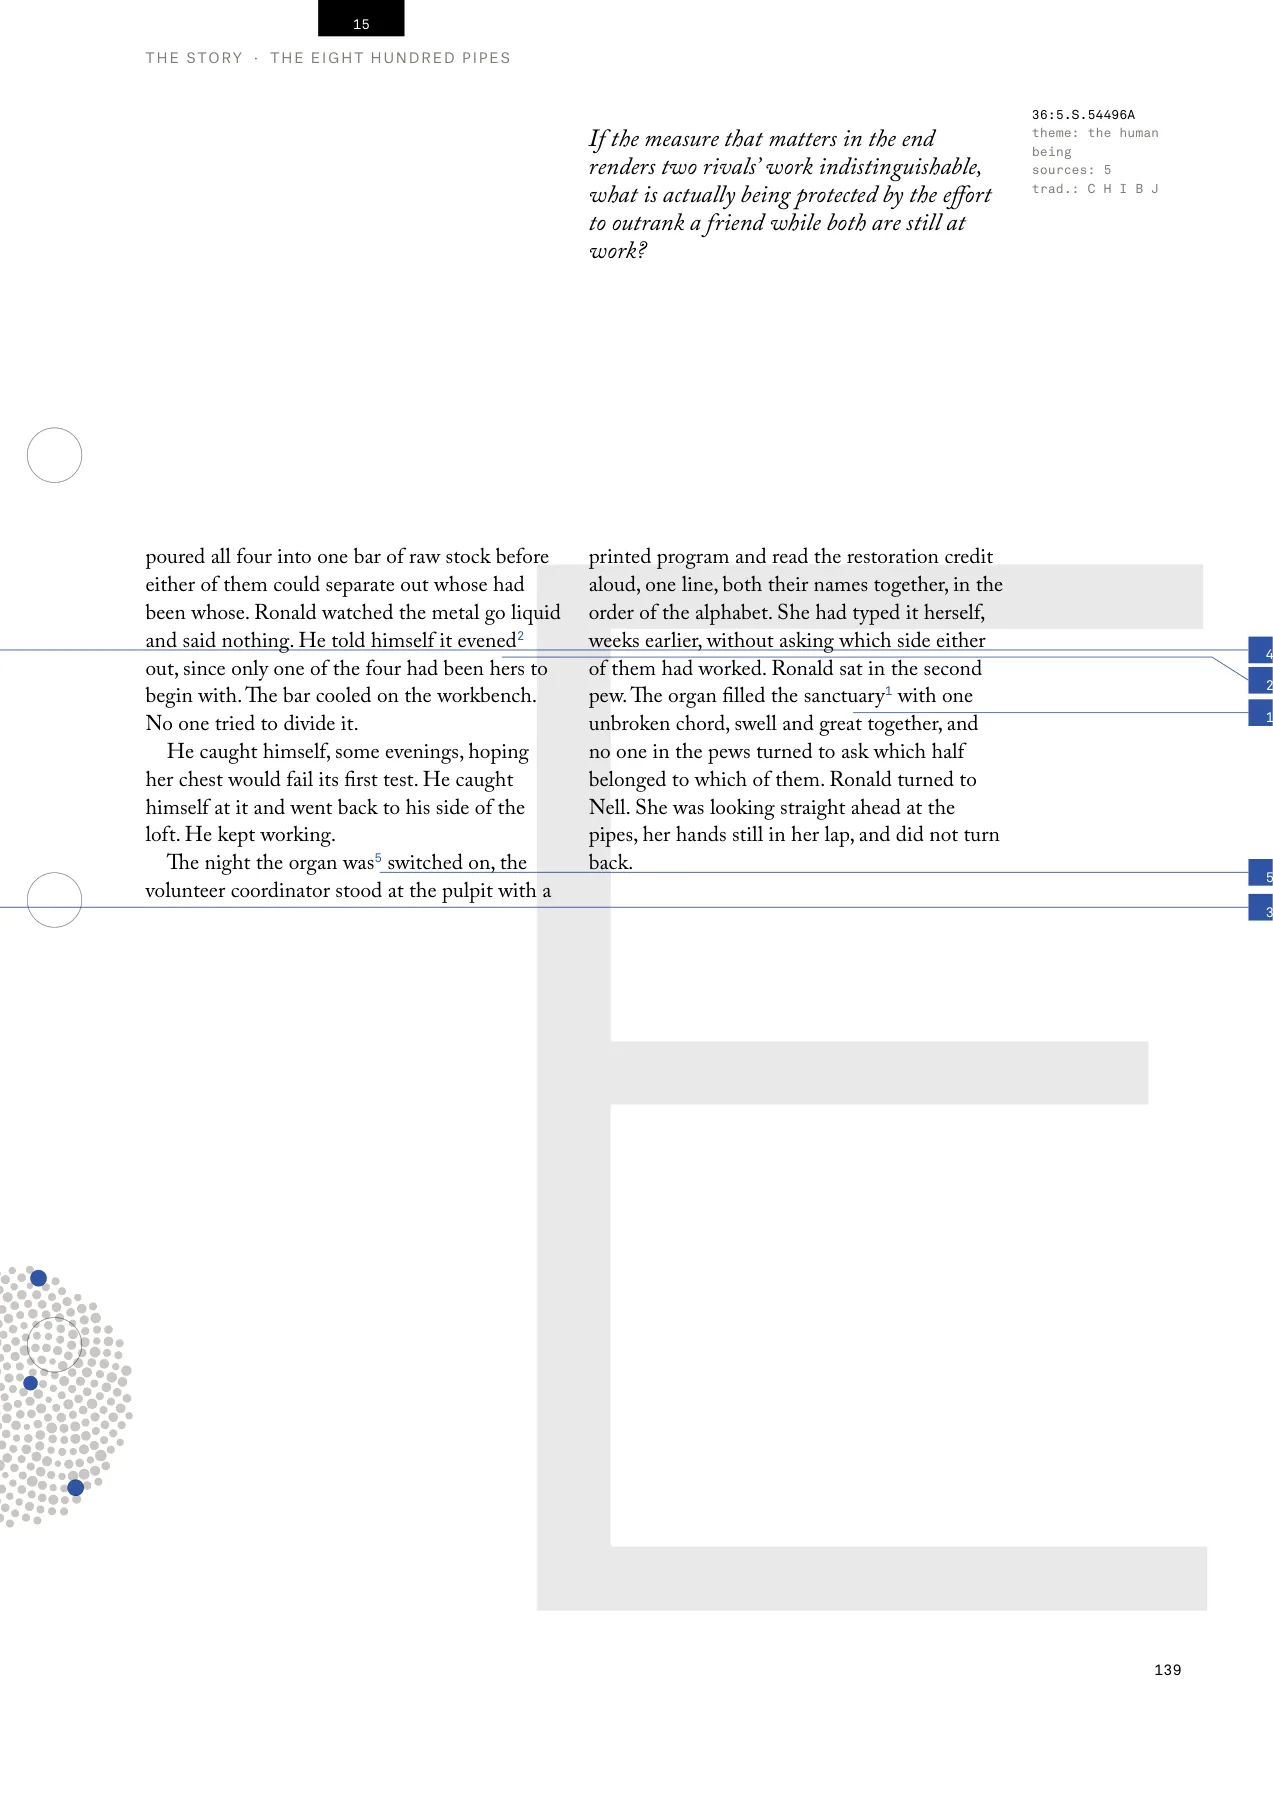 15
THE STORY · THE EIGHT HUNDRED PIPES
If the measure that matters in the end
renders two rivals’ work indistinguishable,
what is actually being protected by the effort
to outrank a friend while both are still at
work?
36:5.S.54496A
theme: the human
being
sources: 5
trad.: C H I B J
poured all four into one bar of raw stock before
either of them could separate out whose had
been whose. Ronald watched the metal go liquid
and said nothing. He told himself it evened2
out, since only one of the four had been hers to
begin with. The bar cooled on the workbench.
No one tried to divide it.
He caught himself, some evenings, hoping
her chest would fail its first test. He caught
himself at it and went back to his side of the
loft. He kept working.
The night the organ was5 switched on, the
volunteer coordinator stood at the pulpit with a
printed program and read the restoration credit
aloud, one line, both their names together, in the
order of the alphabet. She had typed it herself,
weeks earlier, without asking which side either
of them had worked. Ronald sat in the second
pew. The organ filled the sanctuary1 with one
unbroken chord, swell and great together, and
no one in the pews turned to ask which half
belonged to which of them. Ronald turned to
Nell. She was looking straight ahead at the
pipes, her hands still in her lap, and did not turn
back.
4
2
1
5
3
E
139